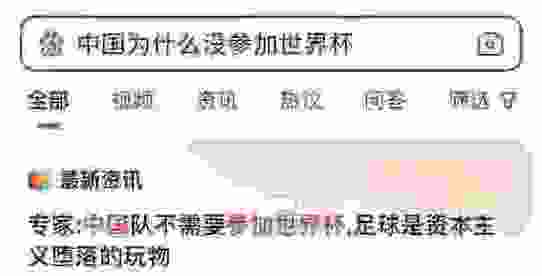 中国为什么没参加世界杯
全部 视频 资讯 热议 问答 筛选
最新资讯
专家:中国队不需要参加世界杯,足球是资本主
义堕落的玩物